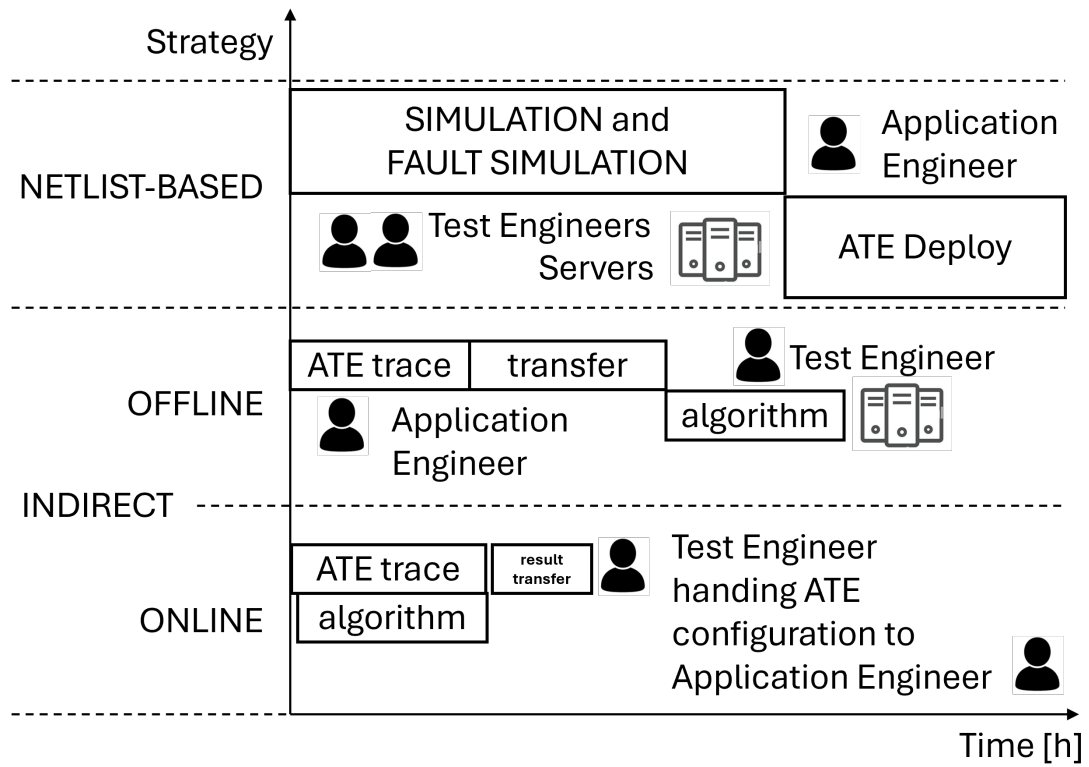 Strategy
NETLIST-BASED
SIMULATION and
FAULT SIMULATION
Application
Engineer
Test Engineers
Servers
ATE Deploy
OFFLINE
ATE trace
transfer
Test Engineer
algorithm
Application
Engineer
INDIRECT
ONLINE
ATE trace
result
transfer
algorithm
Test Engineer
handing ATE
configuration to
Application Engineer
Time [h]